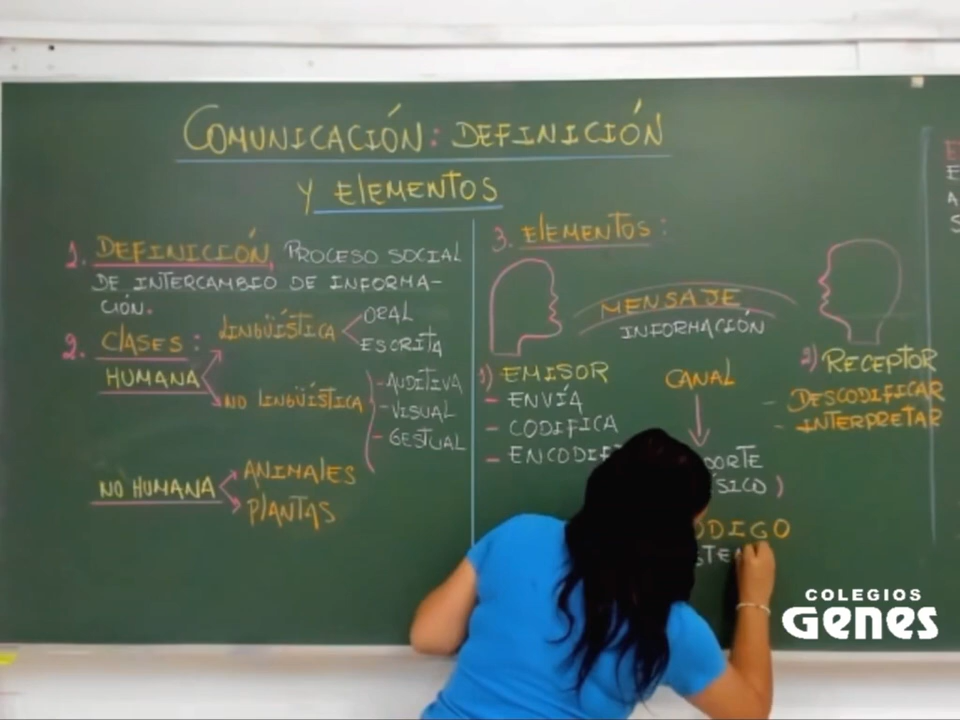 COMUNICACIÓN: DEFINICIÓN
Y ELEMENTOS
1. DEFINICIÓN PROCESO SOCIAL
DE INTERCAMBIO DE INFORMA-
CIÓN.
2. CLASES:
HUMANA
LINGÜÍSTICA
ORAL
ESCRITA
NO LINGÜÍSTICA
-AUDITIVA
-VISUAL
-GESTUAL
NO HUMANA
ANIMALES
PLANTAS
3. ELEMENTOS:
MENSAJE
INFORMACIÓN
1) EMISOR
- ENVÍA
- CODIFICA
CANAL
2) RECEPTOR
- DESCODIFICAR
- INTERPRETAR
COLEGIOS
GENES